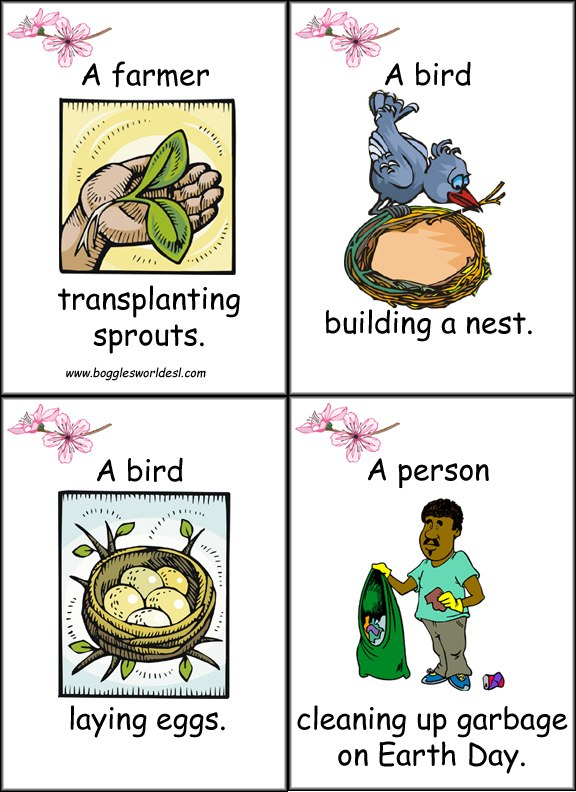 A farmer
transplanting
sprouts.
www.bogglesworldesl.com
A bird
building a nest.
A bird
laying eggs.
A person
cleaning up garbage
on Earth Day.